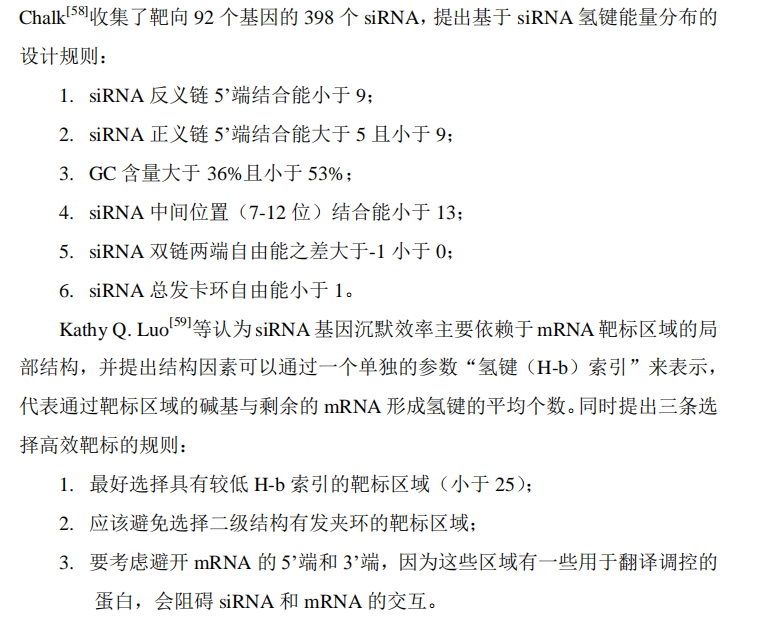 Chalk[58]收集了靶向 92 个基因的 398 个 siRNA，提出基于 siRNA 氢键能量分布的
设计规则：
1. siRNA 反义链 5’端结合能小于 9；
2. siRNA 正义链 5’端结合能大于 5 且小于 9；
3. GC 含量大于 36%且小于 53%；
4. siRNA 中间位置（7-12 位）结合能小于 13；
5. siRNA 双链两端自由能之差大于-1 小于 0；
6. siRNA 总发卡环自由能小于 1。
Kathy Q. Luo[59]等认为 siRNA 基因沉默效率主要依赖于 mRNA 靶标区域的局
部结构，并提出结构因素可以通过一个单独的参数“氢键（H-b）索引”来表示，
代表通过靶标区域的碱基与剩余的 mRNA 形成氢键的平均个数。同时提出三条选
择高效靶标的规则：
1. 最好选择具有较低 H-b 索引的靶标区域（小于 25）；
2. 应该避免选择二级结构有发夹环的靶标区域；
3. 要考虑避开 mRNA 的 5’端和 3’端，因为这些区域有一些用于翻译调控的
蛋白，会阻碍 siRNA 和 mRNA 的交互。